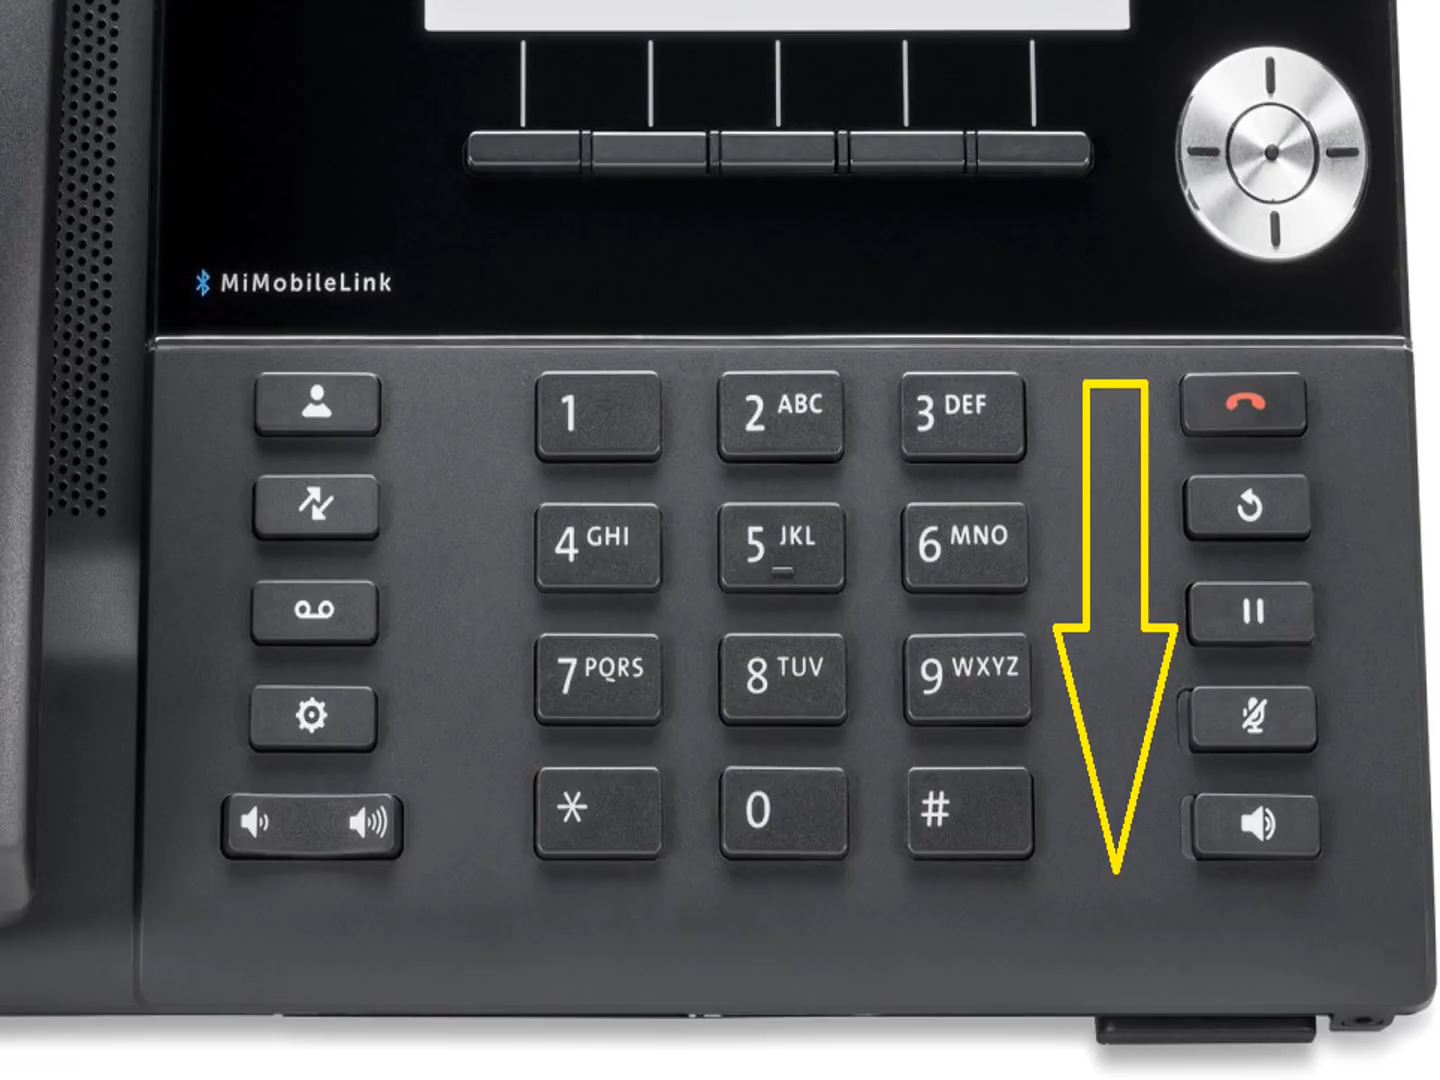 MiMobileLink
1
2 ABC
3 DEF
4 GHI
5 JKL
6 MNO
7 PQRS
8 TUV
9 WXYZ
*
0
#